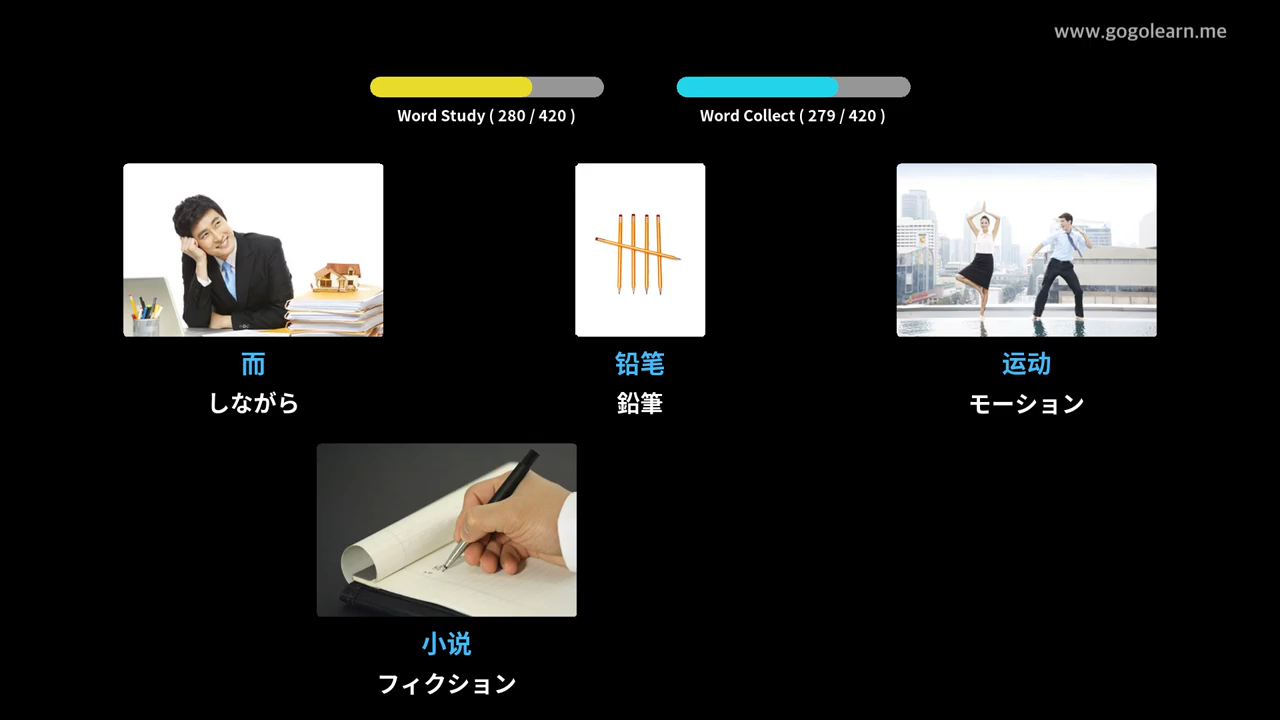 www.gogolearn.me
Word Study ( 280 / 420 )
Word Collect ( 279 / 420 )
而
しながら
铅笔
鉛筆
运动
モーション
小说
フィクション